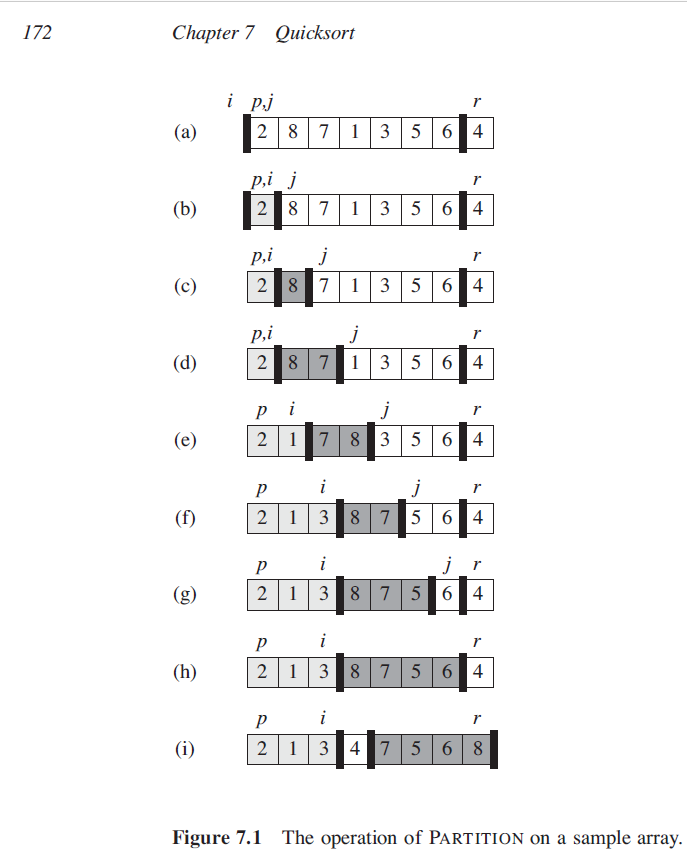 172 Chapter 7 Quicksort
i p,j r
(a) 2 8 7 1 3 5 6 4
p,i j r
(b) 2 8 7 1 3 5 6 4
p,i j r
(c) 2 8 7 1 3 5 6 4
p,i j r
(d) 2 8 7 1 3 5 6 4
p i j r
(e) 2 1 7 8 3 5 6 4
p i j r
(f) 2 1 3 8 7 5 6 4
p i j r
(g) 2 1 3 8 7 5 6 4
p i r
(h) 2 1 3 8 7 5 6 4
p i r
(i) 2 1 3 4 7 5 6 8
Figure 7.1 The operation of PARTITION on a sample array.